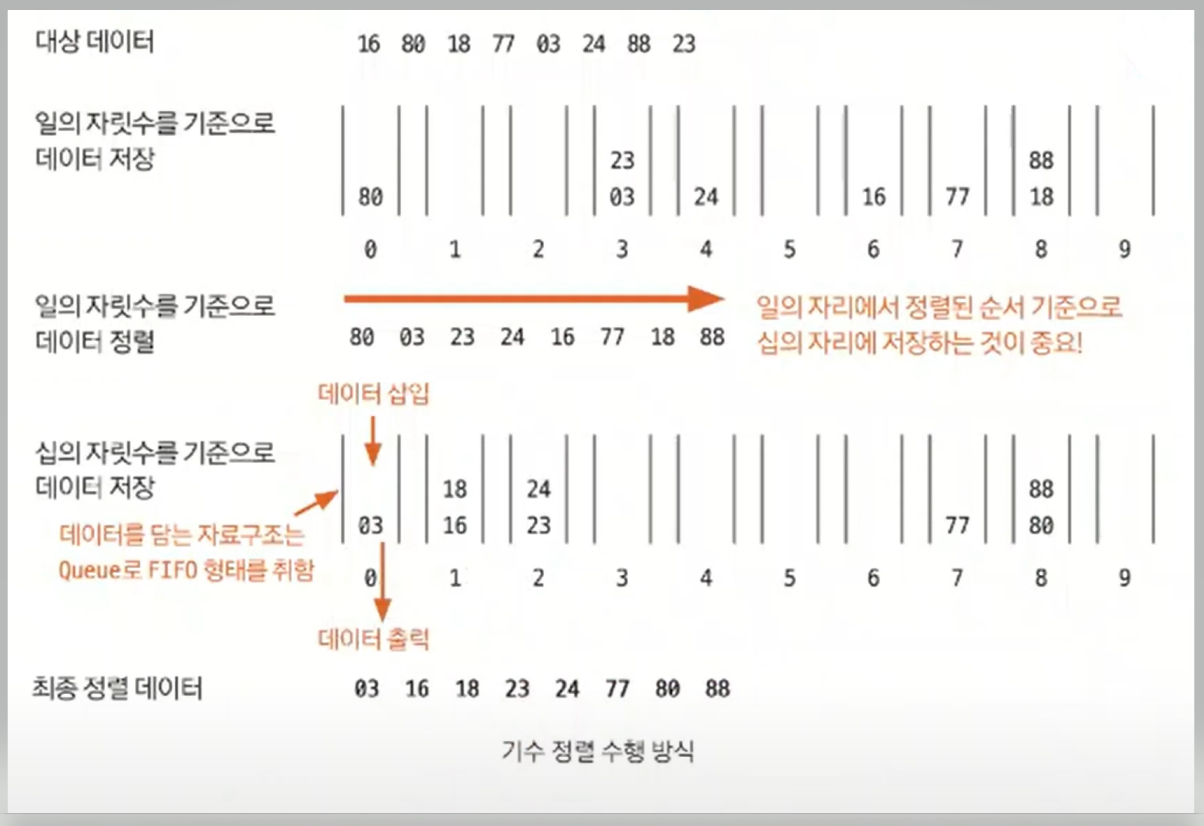 대상 데이터 16 80 18 77 03 24 88 23
일의 자릿수를 기준으로
데이터 저장
23 88
80 03 24 16 77 18
0 1 2 3 4 5 6 7 8 9
일의 자릿수를 기준으로
데이터 정렬
80 03 23 24 16 77 18 88
일의 자리에서 정렬된 순서 기준으로
십의 자리에 저장하는 것이 중요!
데이터 삽입
십의 자릿수를 기준으로
데이터 저장
18 24 88
03 16 23 77 80
데이터를 담는 자료구조는
Queue로 FIFO 형태를 취함
0 1 2 3 4 5 6 7 8 9
데이터 출력
최종 정렬 데이터 03 16 18 23 24 77 80 88
기수 정렬 수행 방식